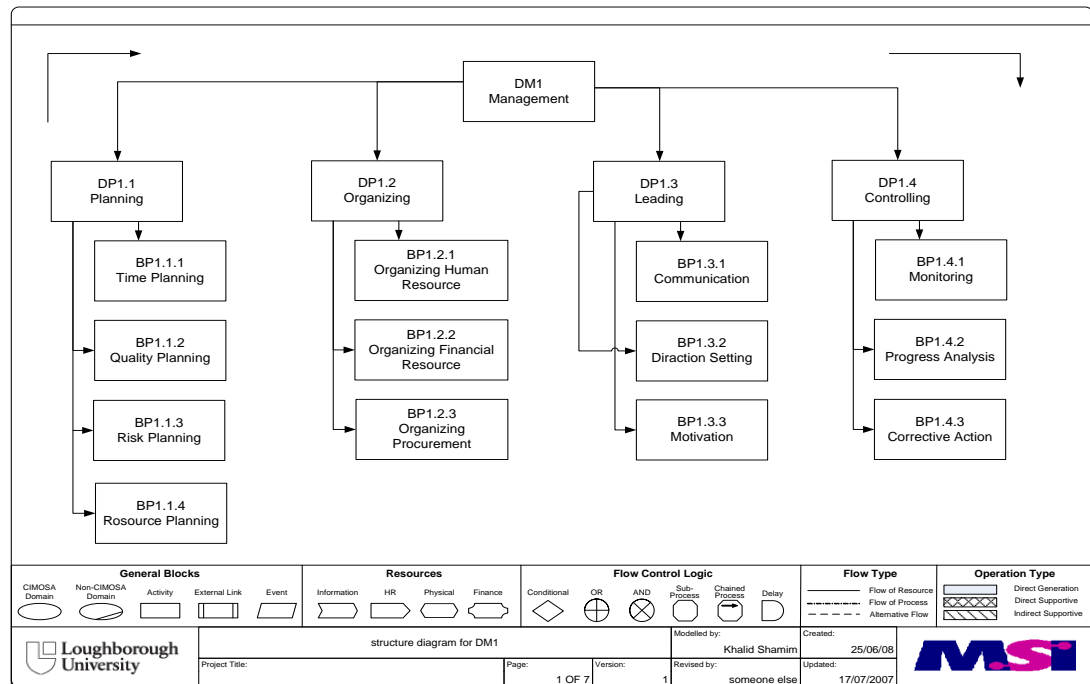 DM1
Management
DP1.1
Planning
DP1.2
Organizing
DP1.3
Leading
DP1.4
Controlling
BP1.1.1
Time Planning
BP1.2.1
Organizing Human
Resource
BP1.3.1
Communication
BP1.4.1
Monitoring
BP1.1.2
Quality Planning
BP1.2.2
Organizing Financial
Resource
BP1.3.2
Diraction Setting
BP1.4.2
Progress Analysis
BP1.1.3
Risk Planning
BP1.2.3
Organizing
Procurement
BP1.3.3
Motivation
BP1.4.3
Corrective Action
BP1.1.4
Rosource Planning
General Blocks
CIMOSA
Domain
Non-CIMOSA
Domain
Activity
External Link
Event
Resources
Information
HR
Physical
Finance
Flow Control Logic
Conditional
OR
AND
Sub-
Process
Chained
Process
Delay
Flow Type
Flow of Resource
Flow of Process
Alternative Flow
Operation Type
Direct Generation
Direct Supportive
Indirect Supportive
Loughborough
University
structure diagram for DM1
Modelled by:
Khalid Shamim
Created:
25/06/08
Project Title:
Page:
1 OF 7
Version:
1
Revised by:
someone else
Updated:
17/07/2007
MSI